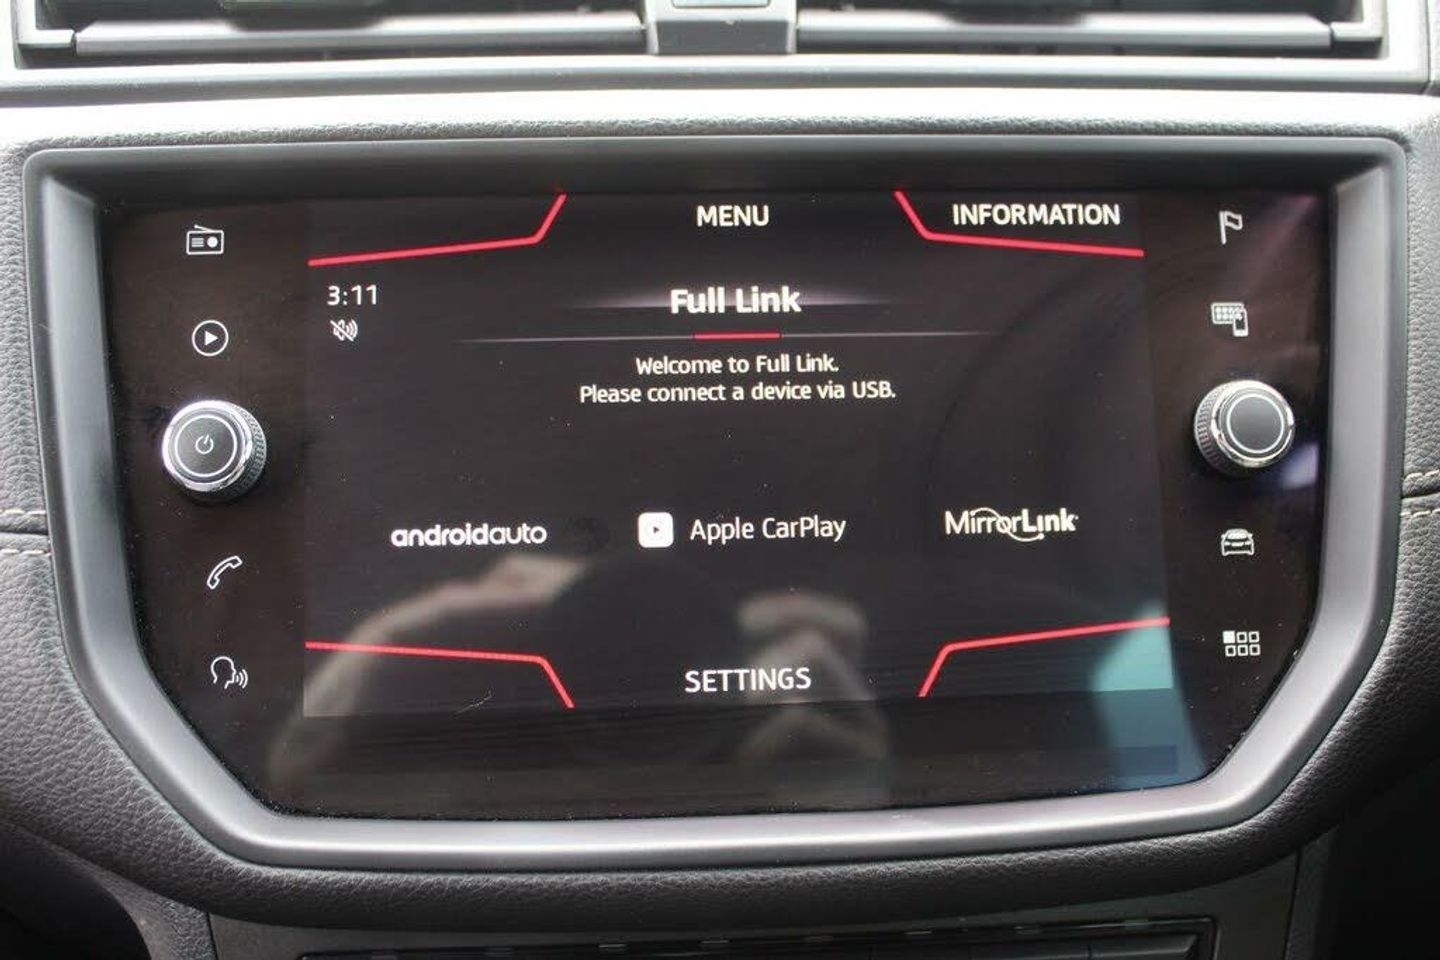 MENU
INFORMATION
3:11
Full Link
Welcome to Full Link.
Please connect a device via USB.
androidauto
Apple CarPlay
MirrorLink
SETTINGS